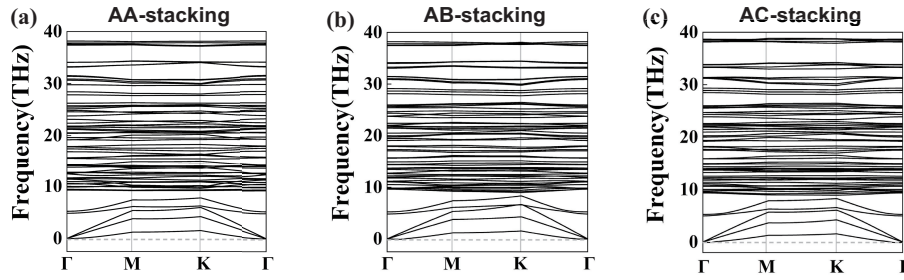 (a) AA-stacking
Frequency(THz)
40
30
20
10
0
Γ M K Γ
(b) AB-stacking
Frequency(THz)
40
30
20
10
0
Γ M K Γ
(c) AC-stacking
Frequency(THz)
40
30
20
10
0
Γ M K Γ